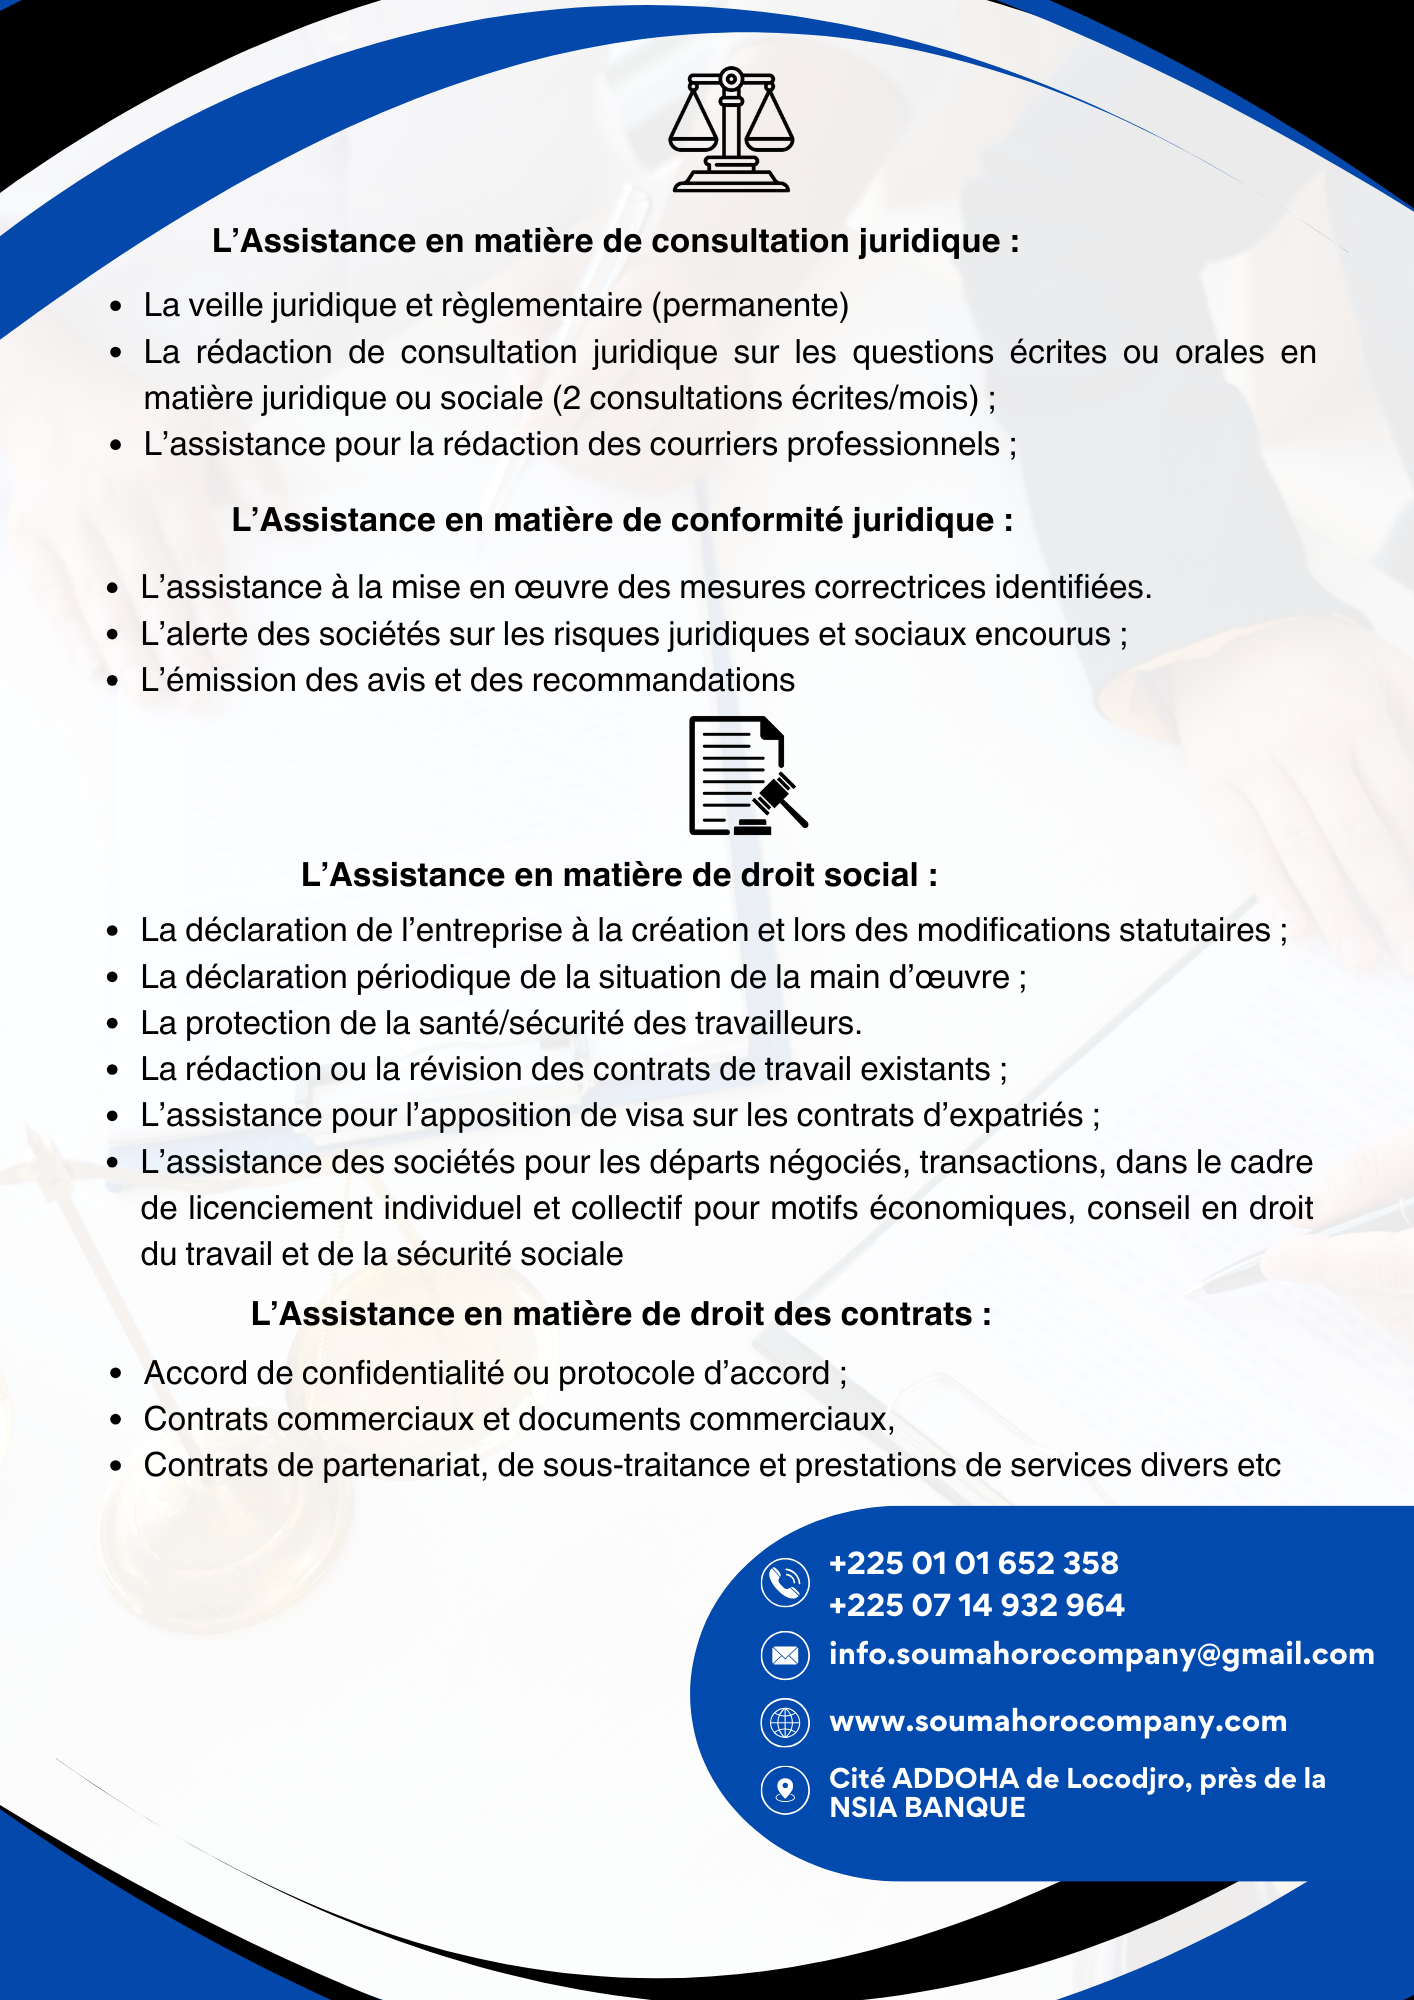 L’Assistance en matière de consultation juridique :
• La veille juridique et règlementaire (permanente)
• La rédaction de consultation juridique sur les questions écrites ou orales en
matière juridique ou sociale (2 consultations écrites/mois) ;
• L’assistance pour la rédaction des courriers professionnels ;
L’Assistance en matière de conformité juridique :
• L’assistance à la mise en œuvre des mesures correctrices identifiées.
• L’alerte des sociétés sur les risques juridiques et sociaux encourus ;
• L’émission des avis et des recommandations
L’Assistance en matière de droit social :
• La déclaration de l’entreprise à la création et lors des modifications statutaires ;
• La déclaration périodique de la situation de la main d’œuvre ;
• La protection de la santé/sécurité des travailleurs.
• La rédaction ou la révision des contrats de travail existants ;
• L’assistance pour l’apposition de visa sur les contrats d’expatriés ;
• L’assistance des sociétés pour les départs négociés, transactions, dans le cadre
de licenciement individuel et collectif pour motifs économiques, conseil en droit
du travail et de la sécurité sociale
L’Assistance en matière de droit des contrats :
• Accord de confidentialité ou protocole d’accord ;
• Contrats commerciaux et documents commerciaux,
• Contrats de partenariat, de sous-traitance et prestations de services divers etc
+225 01 01 652 358
+225 07 14 932 964
info.soumahorocompany@gmail.com
www.soumahorocompany.com
Cité ADDOHA de Locodjro, près de la
NSIA BANQUE